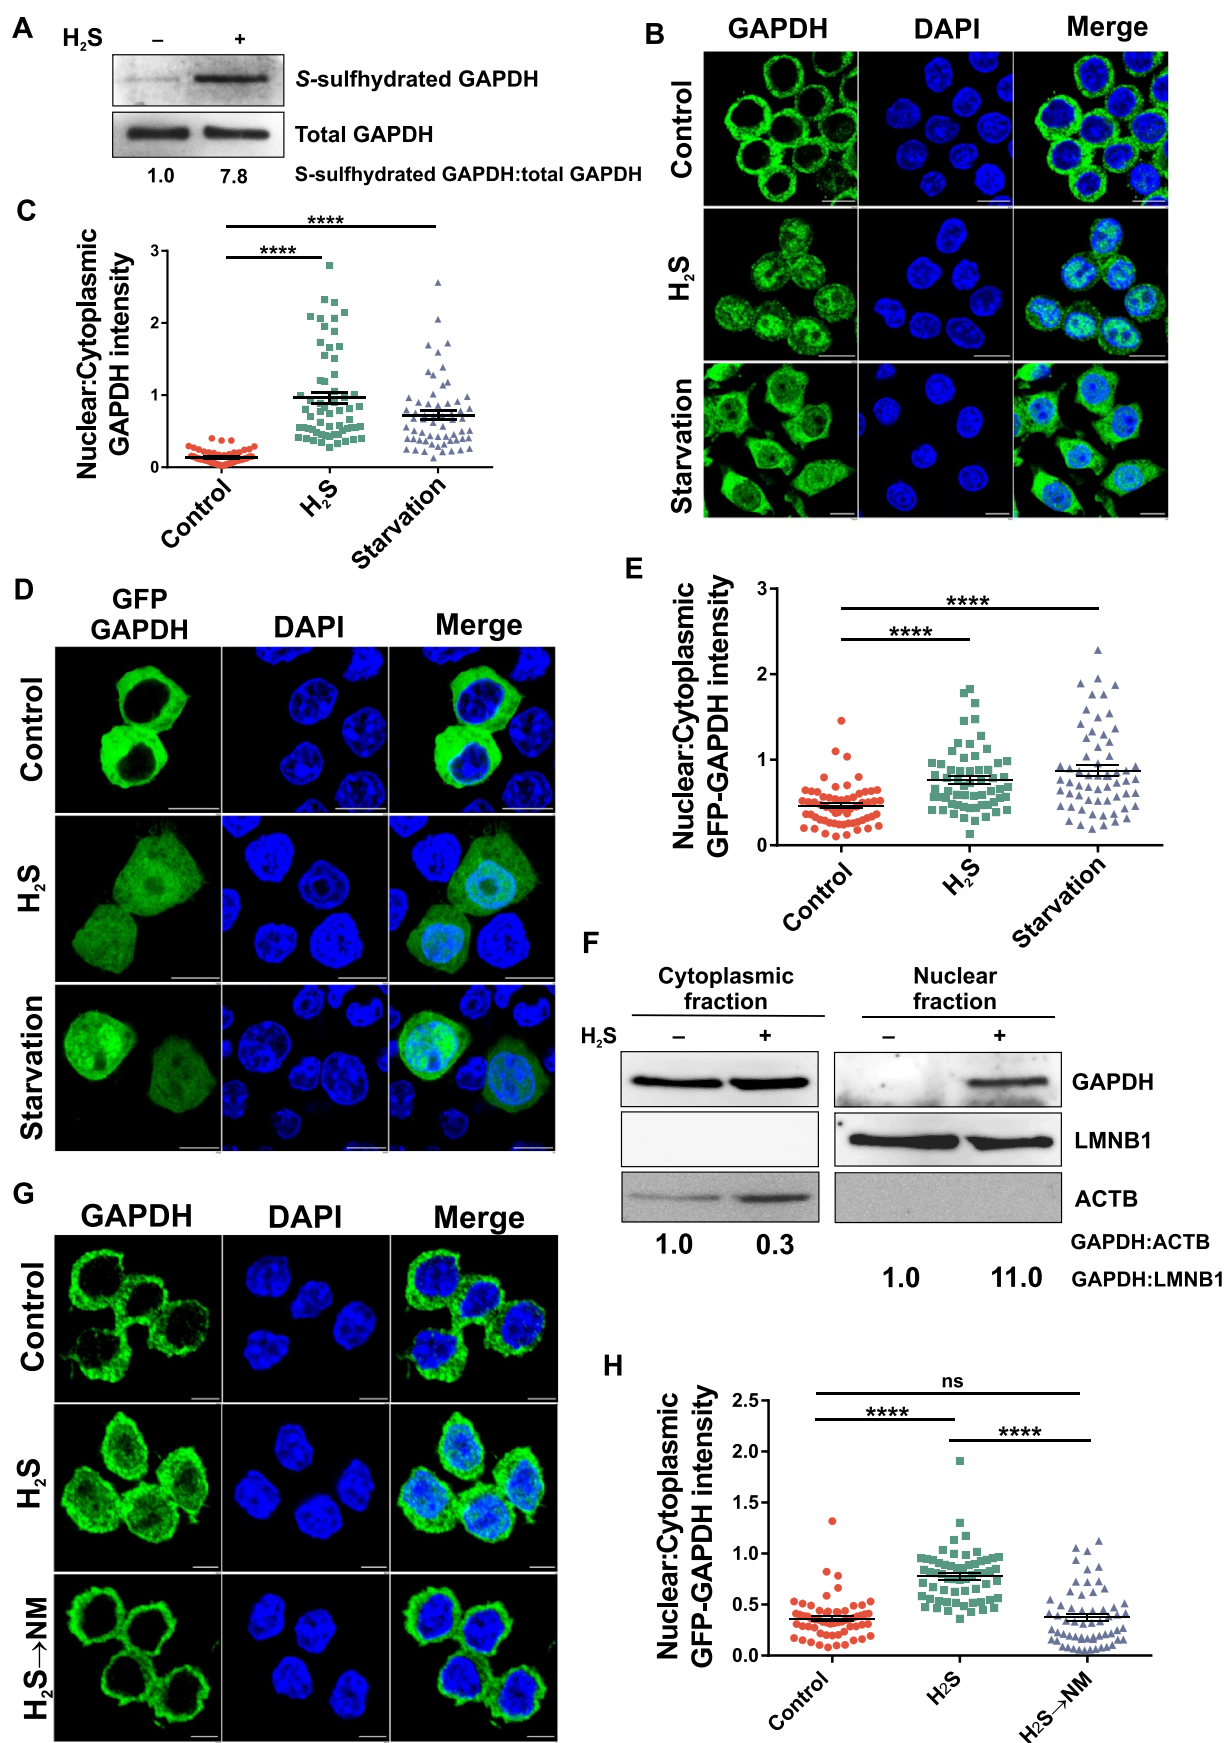 A
H₂S
–
+
S-sulfhydrated GAPDH
Total GAPDH
1.0
7.8
S-sulfhydrated GAPDH:total GAPDH
B
GAPDH
DAPI
Merge
Control
H₂S
Starvation
C
Nuclear:Cytoplasmic
GAPDH intensity
****
****
3
2
1
0
Control
H₂S
Starvation
D
GFP
GAPDH
DAPI
Merge
Control
H₂S
Starvation
E
Nuclear:Cytoplasmic
GFP-GAPDH intensity
****
****
3
2
1
0
Control
H₂S
Starvation
F
Cytoplasmic
fraction
Nuclear
fraction
H₂S
–
+
–
+
GAPDH
LMNB1
ACTB
1.0
0.3
GAPDH:ACTB
1.0
11.0
GAPDH:LMNB1
G
GAPDH
DAPI
Merge
Control
H₂S
H₂S→NM
H
Nuclear:Cytoplasmic
GFP-GAPDH intensity
ns
****
****
2.5
2.0
1.5
1.0
0.5
0.0
Control
H₂S
H₂S→NM